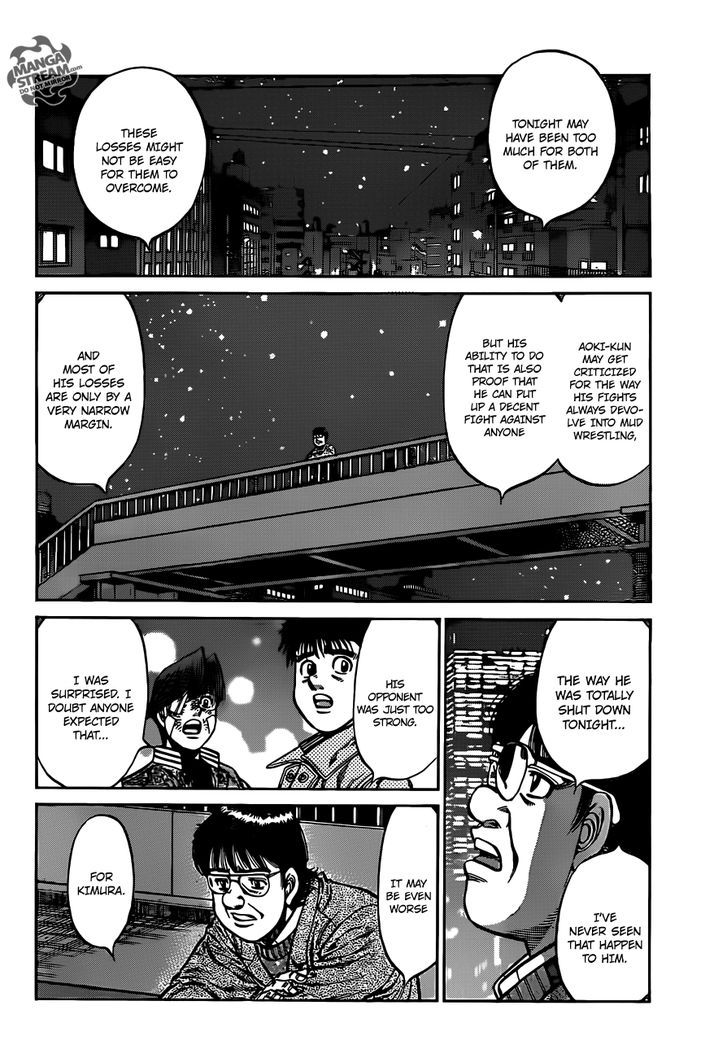 MANGA
STREAM.com
DO NOT MIRROR
TONIGHT MAY
HAVE BEEN TOO
MUCH FOR BOTH
OF THEM.
THESE
LOSSES MIGHT
NOT BE EASY
FOR THEM TO
OVERCOME.
AOKI-KUN
MAY GET
CRITICIZED
FOR THE WAY
HIS FIGHTS
ALWAYS DEVO-
LVE INTO MUD
WRESTLING,
BUT HIS
ABILITY TO DO
THAT IS ALSO
PROOF THAT
HE CAN PUT
UP A DECENT
FIGHT AGAINST
ANYONE
AND
MOST OF
HIS LOSSES
ARE ONLY BY A
VERY NARROW
MARGIN.
THE WAY HE
WAS TOTALLY
SHUT DOWN
TONIGHT...
I'VE
NEVER SEEN
THAT HAPPEN
TO HIM.
HIS
OPPONENT
WAS JUST TOO
STRONG.
I WAS
SURPRISED. I
DOUBT ANYONE
EXPECTED
THAT...
IT MAY
BE EVEN
WORSE
FOR
KIMURA.